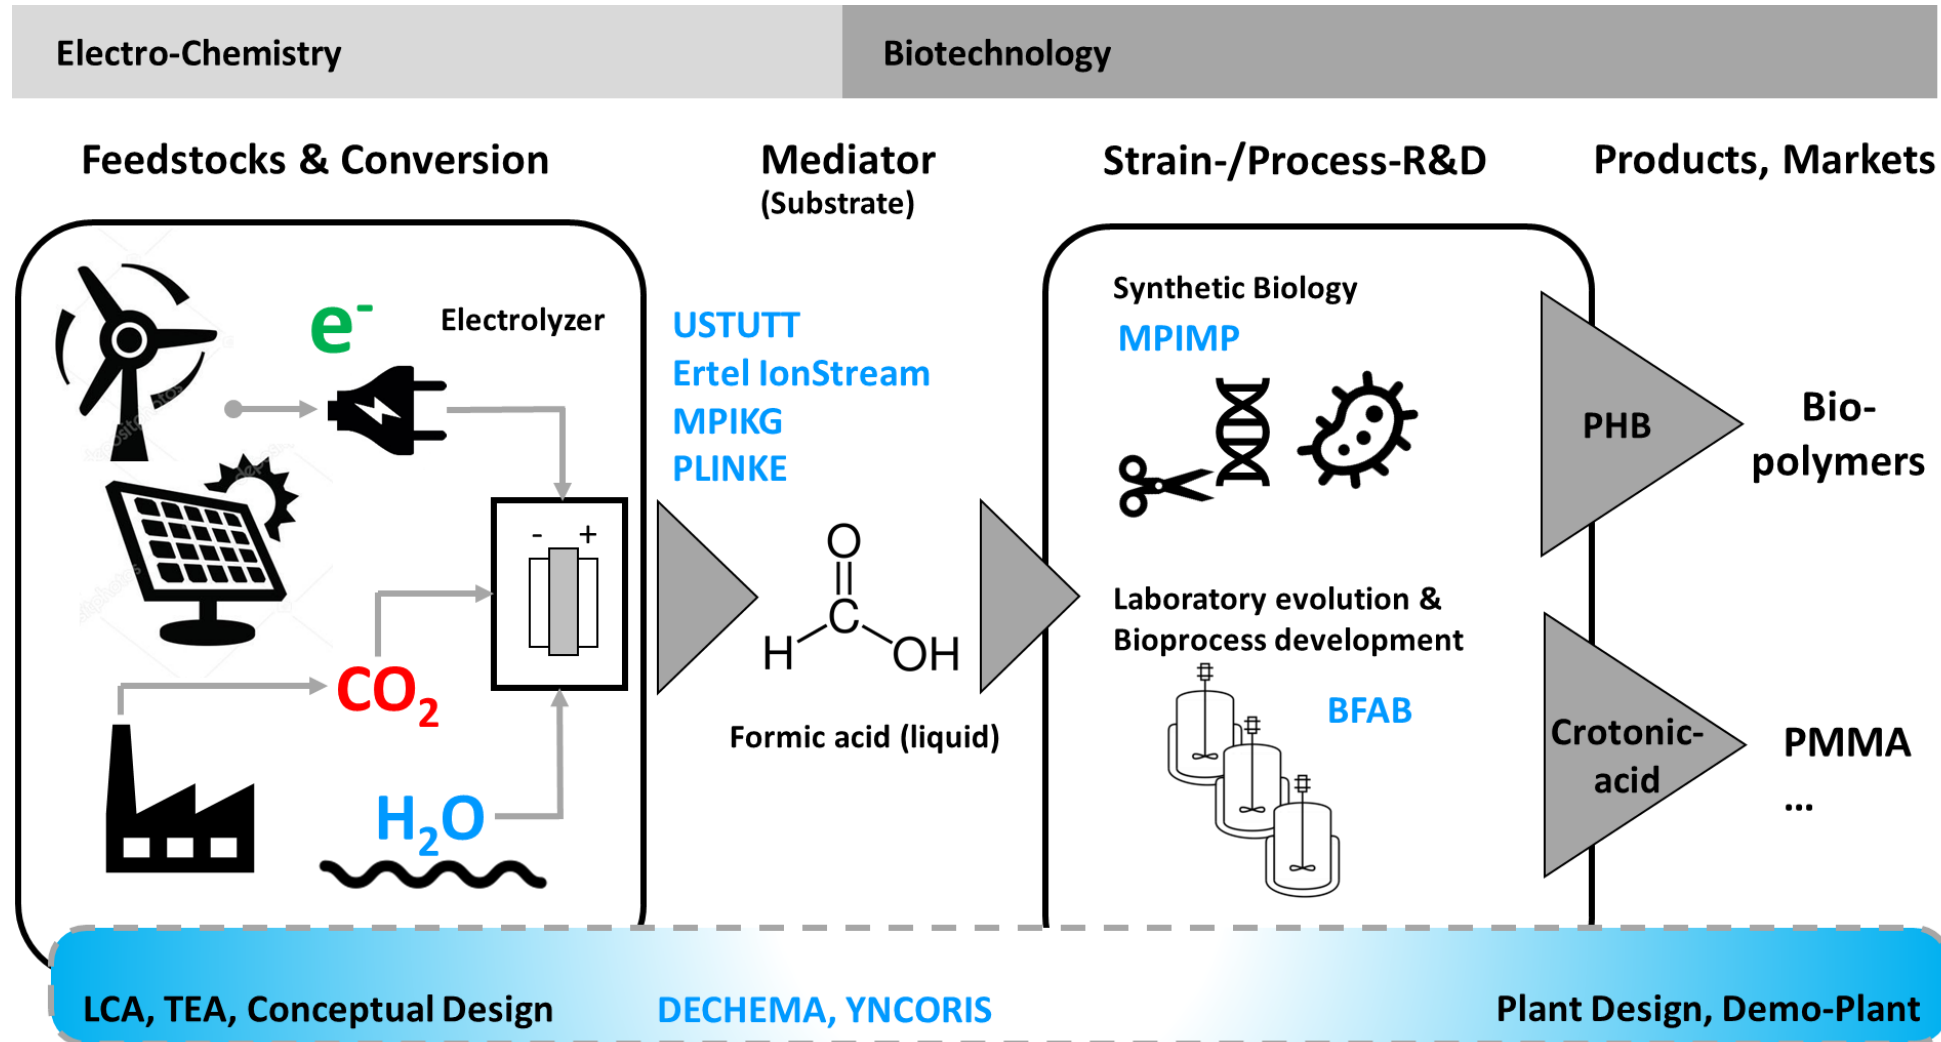 Electro-Chemistry
Biotechnology
Feedstocks & Conversion
Mediator
(Substrate)
Strain-/Process-R&D
Products, Markets
e-
Electrolyzer
- +
CO2
H2O
USTUTT
Ertel IonStream
MPIKG
PLINKE
O
C
H
OH
Formic acid (liquid)
Synthetic Biology
MPIMP
Laboratory evolution &
Bioprocess development
BFAB
PHB
Bio-
polymers
Crotonic-
acid
PMMA
...
LCA, TEA, Conceptual Design
DECHEMA, YNCORIS
Plant Design, Demo-Plant